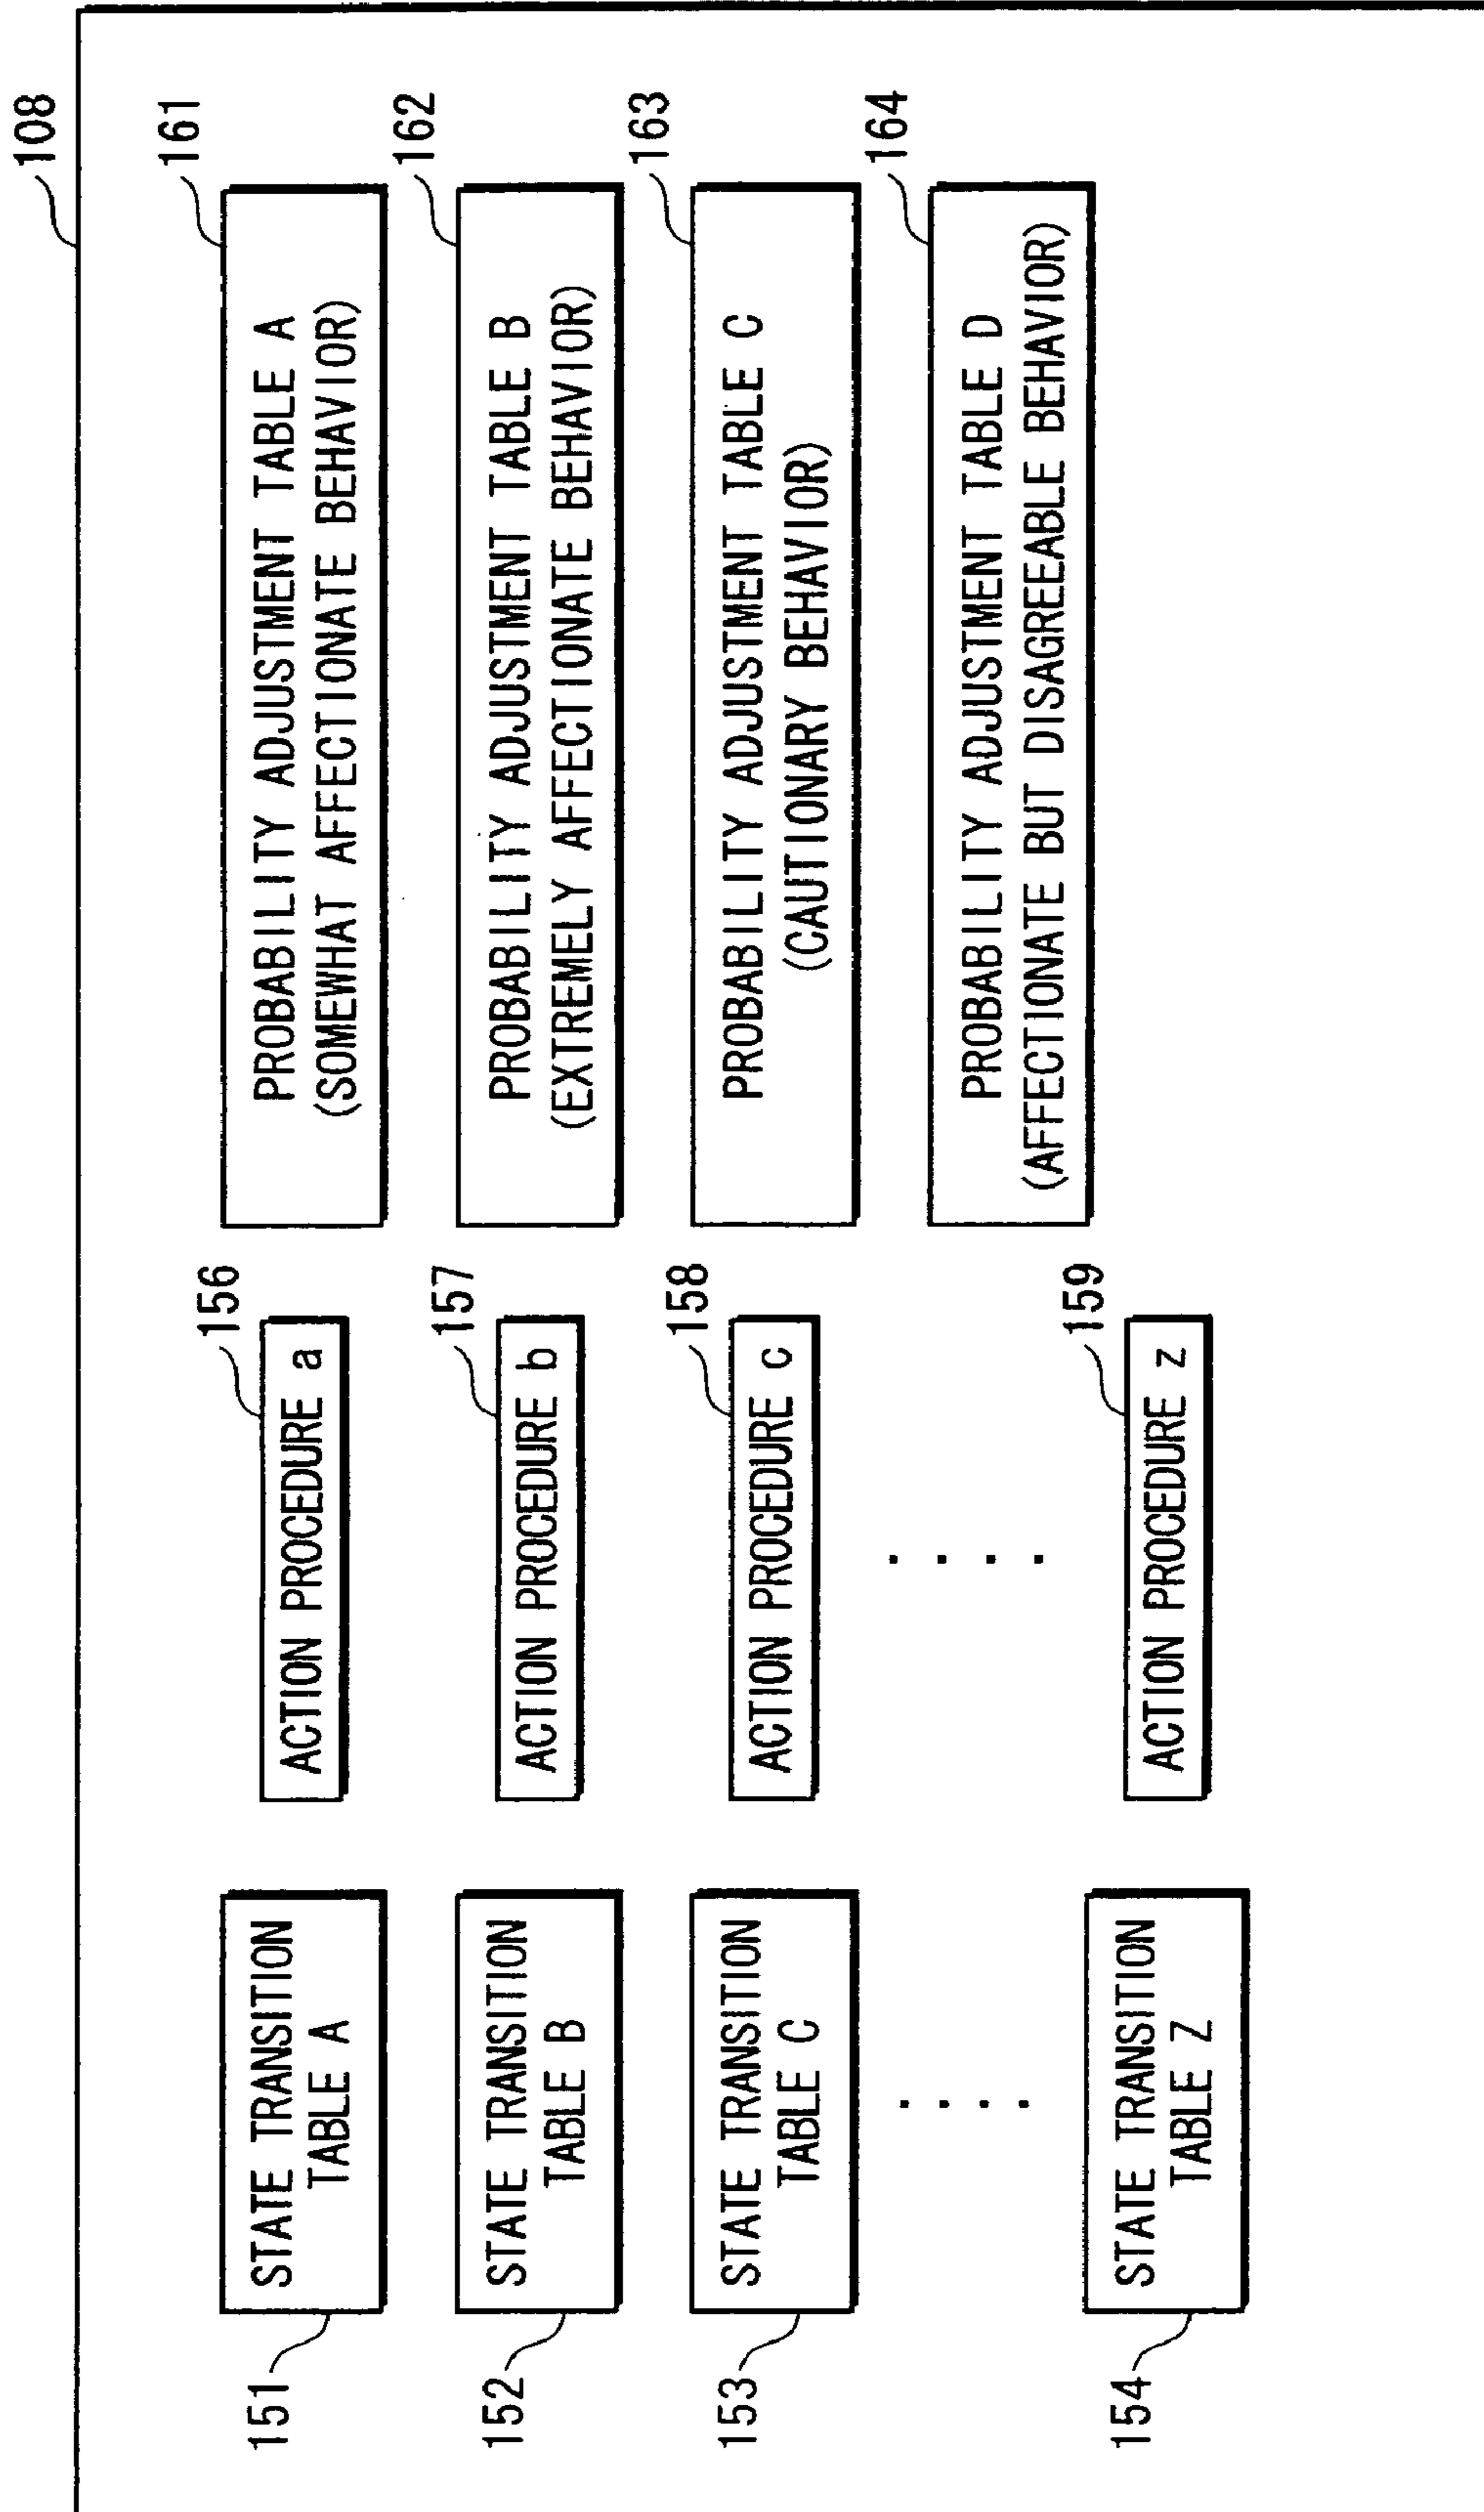 108
151
STATE TRANSITION
TABLE A
152
STATE TRANSITION
TABLE B
153
STATE TRANSITION
TABLE C
. . . .
154
STATE TRANSITION
TABLE Z
156
ACTION PROCEDURE a
157
ACTION PROCEDURE b
158
ACTION PROCEDURE c
. . . .
159
ACTION PROCEDURE z
161
PROBABILITY ADJUSTMENT TABLE A
(SOMEWHAT AFFECTIONATE BEHAVIOR)
162
PROBABILITY ADJUSTMENT TABLE B
(EXTREMELY AFFECTIONATE BEHAVIOR)
163
PROBABILITY ADJUSTMENT TABLE C
(CAUTIONARY BEHAVIOR)
164
PROBABILITY ADJUSTMENT TABLE D
(AFFECTIONATE BUT DISAGREEABLE BEHAVIOR)